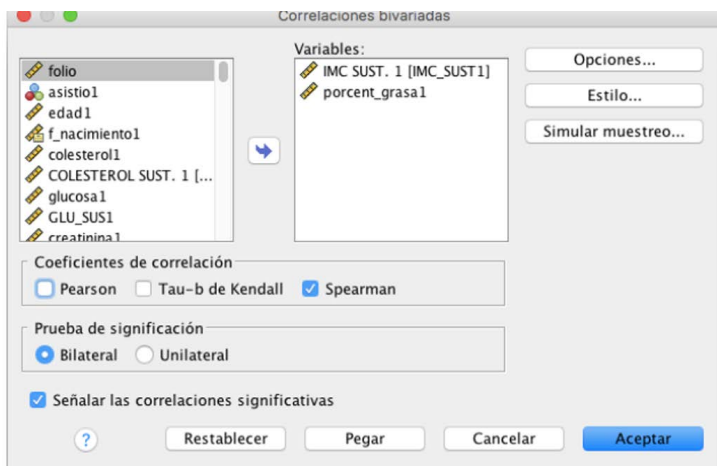 Correlaciones bivariadas
folio
asistio1
edad1
f_nacimiento1
colesterol1
COLESTEROL SUST. 1 [...
glucosa1
GLU_SUS1
creatinina1
Variables:
IMC SUST. 1 [IMC_SUST1]
porcent_grasa1
Opciones...
Estilo...
Simular muestreo...
Coeficientes de correlación
Pearson Tau-b de Kendall Spearman
Prueba de significación
Bilateral Unilateral
Señalar las correlaciones significativas
? Restablecer Pegar Cancelar Aceptar